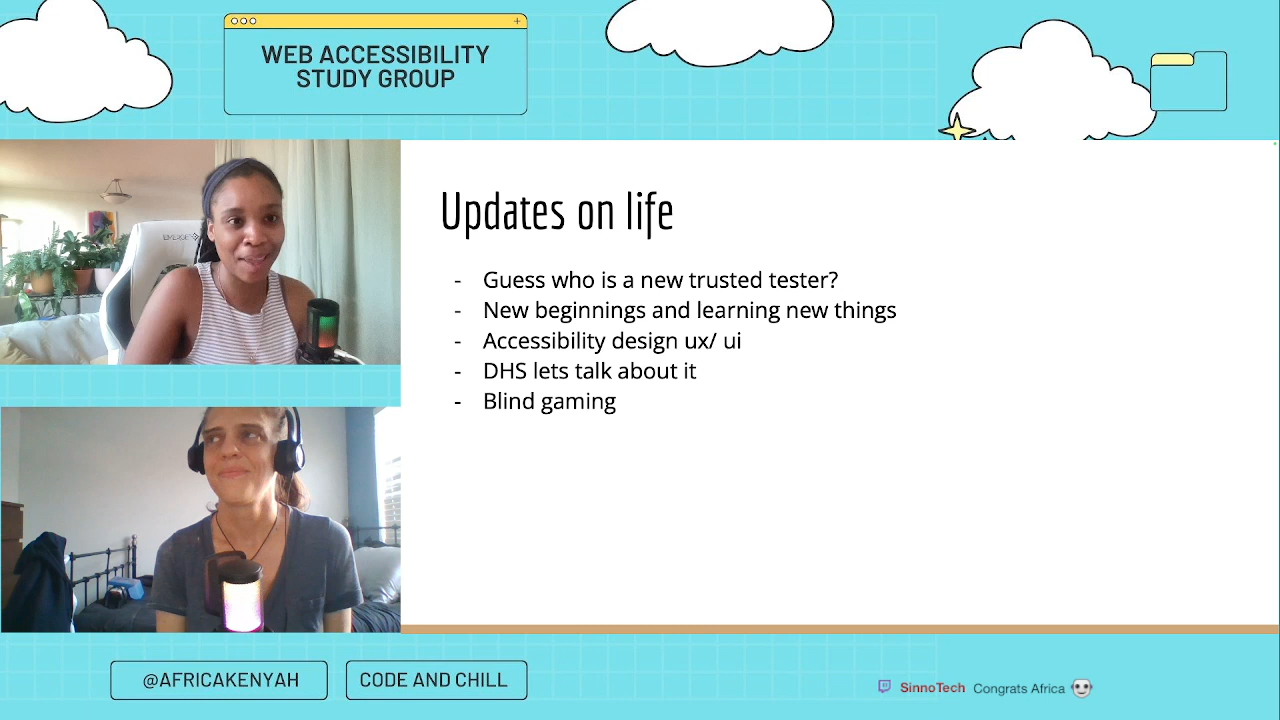 WEB ACCESSIBILITY
STUDY GROUP
Updates on life
- Guess who is a new trusted tester?
- New beginnings and learning new things
- Accessibility design ux/ ui
- DHS lets talk about it
- Blind gaming
@AFRICAKENYAH
CODE AND CHILL
SinnoTech Congrats Africa